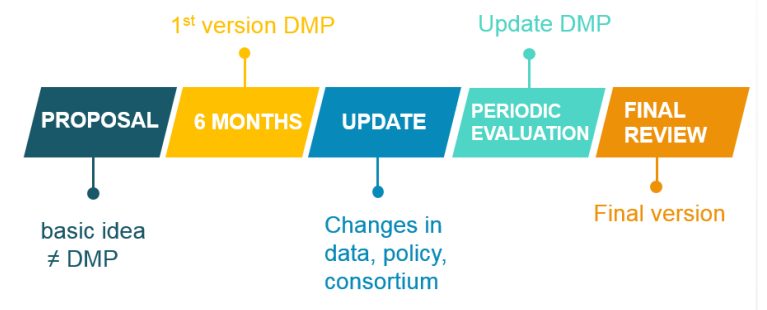 1st version DMP
Update DMP
PROPOSAL
6 MONTHS
UPDATE
PERIODIC
EVALUATION
FINAL
REVIEW
basic idea
≠ DMP
Changes in
data, policy,
consortium
Final version